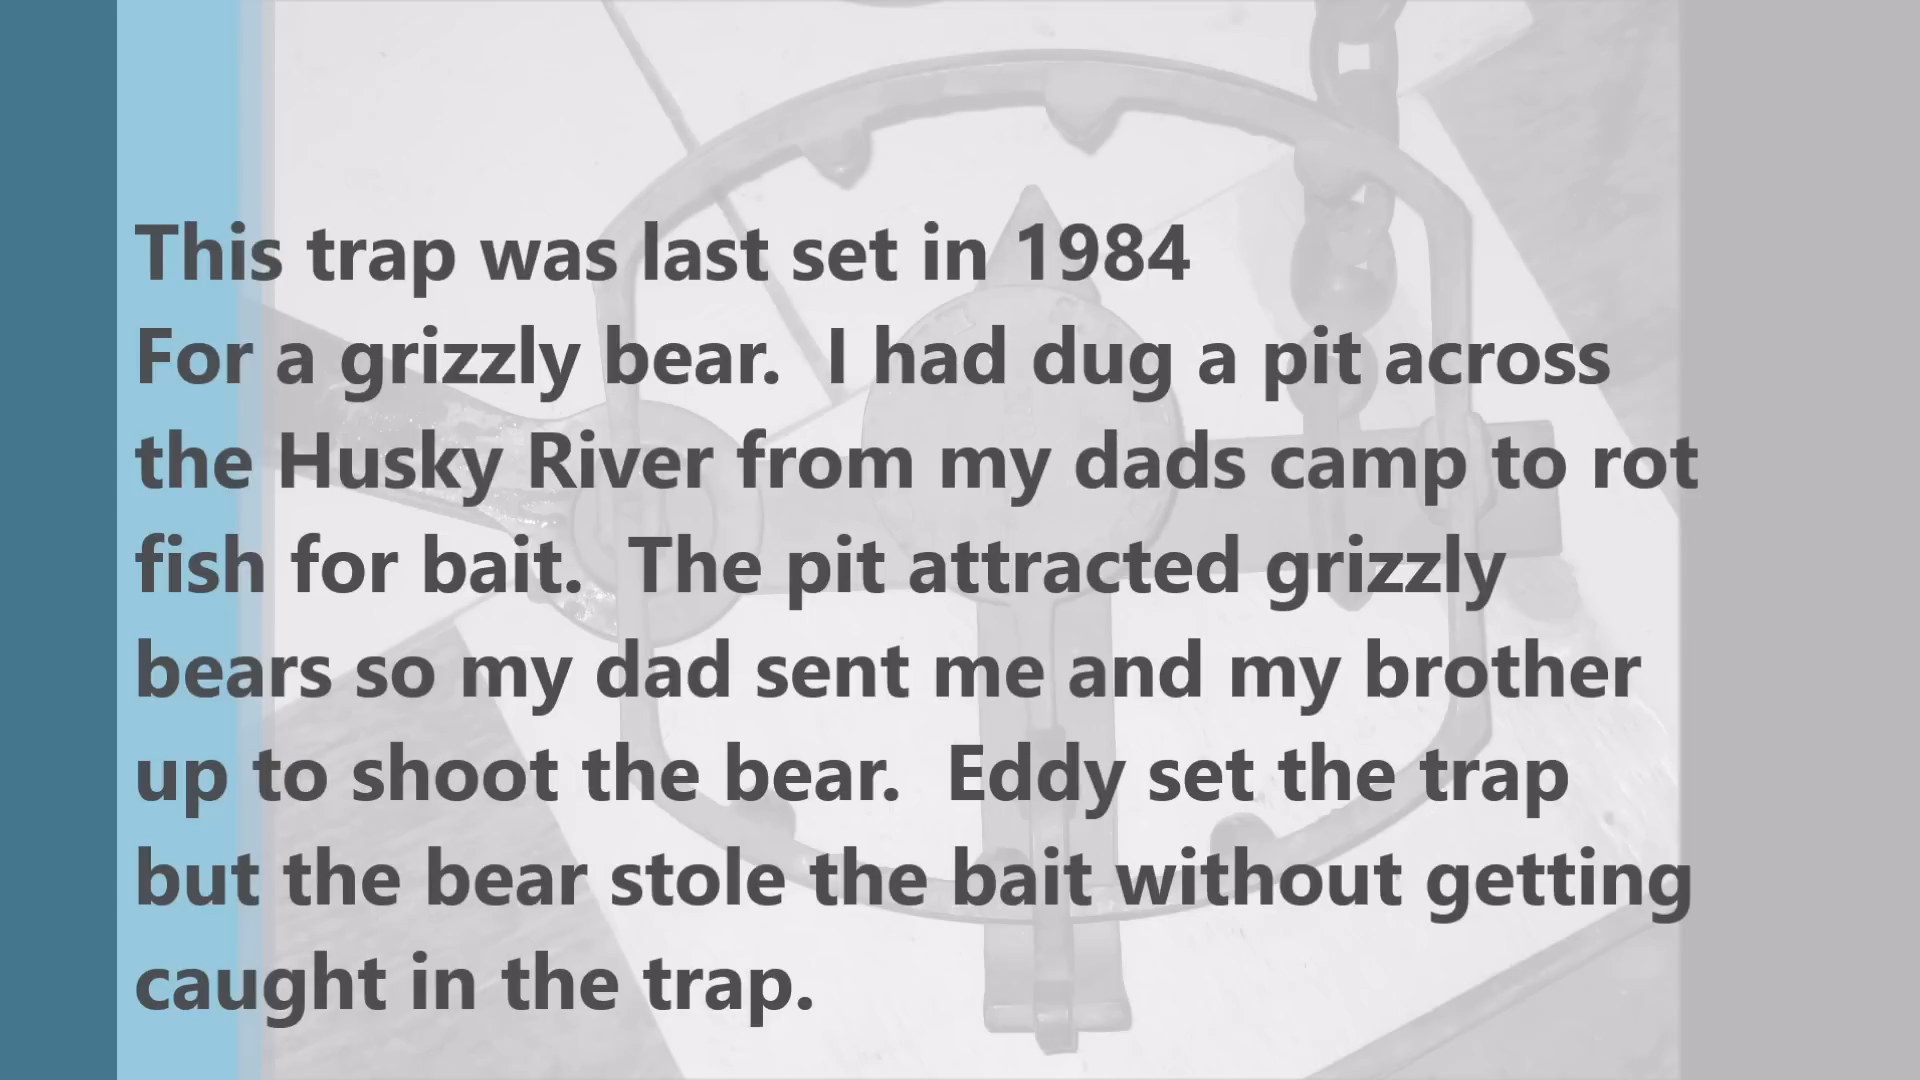 This trap was last set in 1984
For a grizzly bear.  I had dug a pit across
the Husky River from my dads camp to rot
fish for bait.  The pit attracted grizzly
bears so my dad sent me and my brother
up to shoot the bear.  Eddy set the trap
but the bear stole the bait without getting
caught in the trap.